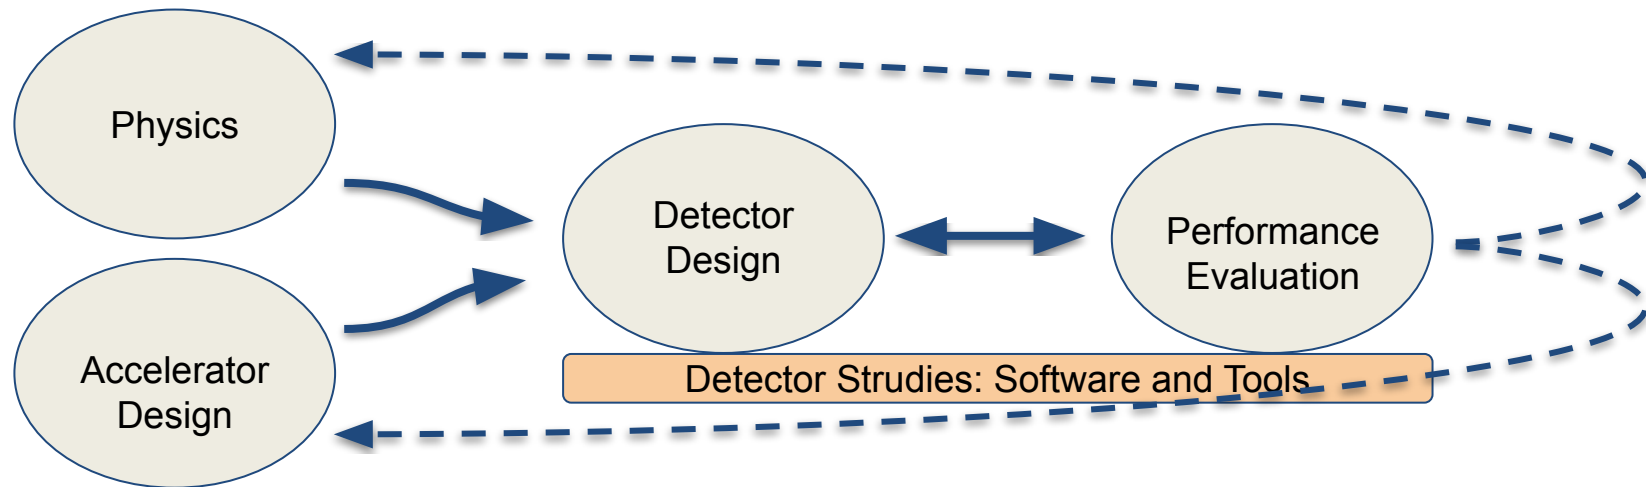 Physics
Detector
Design
Performance
Evaluation
Accelerator
Design
Detector Strudies: Software and Tools